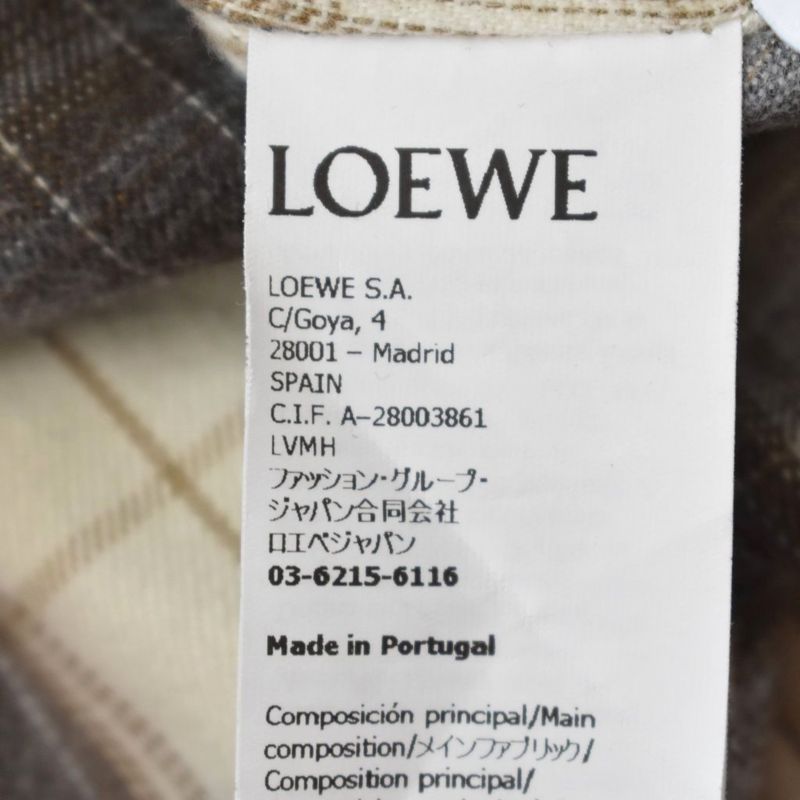 LOEWE
LOEWE S.A.
C/Goya, 4
28001 – Madrid
SPAIN
C.I.F. A-28003861
LVMH
ファッション・グループ・
ジャパン合同会社
ロエベジャパン
03-6215-6116
Made in Portugal
Composición principal/Main
composition/メインファブリック/
Composition principal/